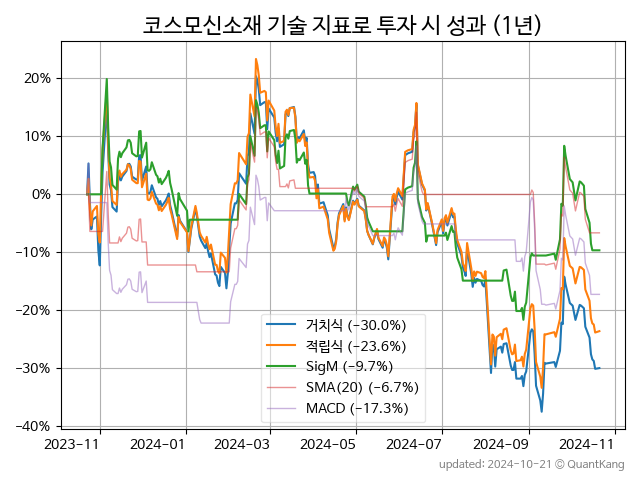 코스모신소재 기술 지표로 투자 시 성과 (1년)
20%
10%
0%
−10%
−20%
−30%
−40%
거치식 (−30.0%)
적립식 (−23.6%)
SigM (−9.7%)
SMA(20) (−6.7%)
MACD (−17.3%)
2023-11
2024-01
2024-03
2024-05
2024-07
2024-09
2024-11
updated: 2024-10-21 © QuantKang